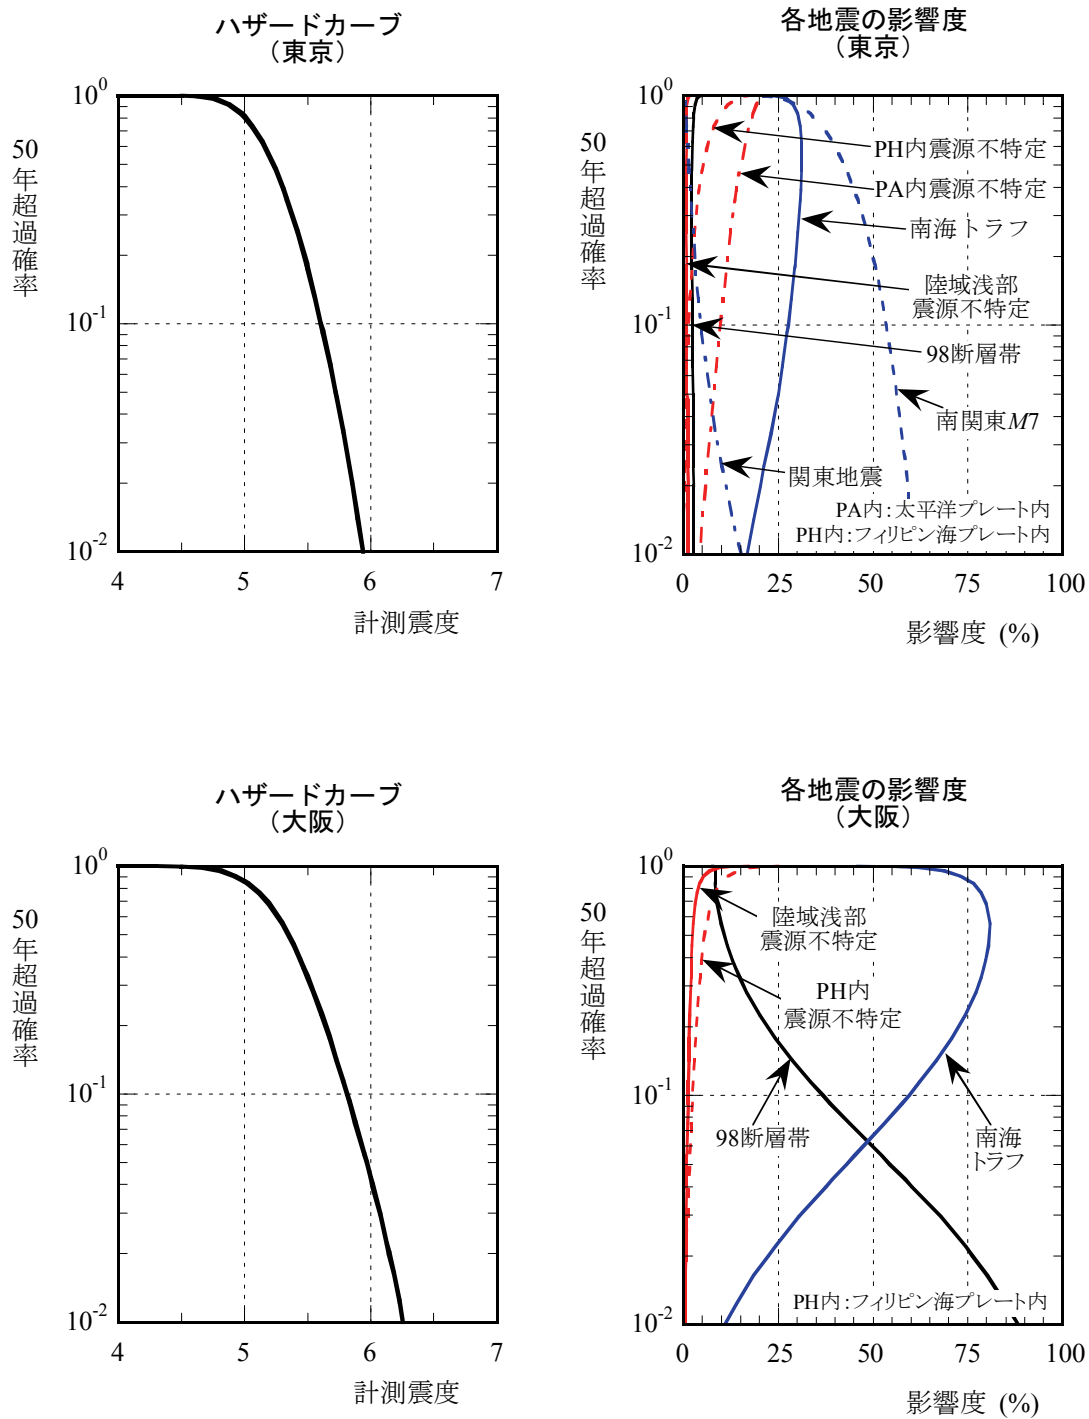 ハザードカーブ
（東京）
10⁰
10⁻¹
10⁻²
50年超過確率
4 5 6 7
計測震度
各地震の影響度
（東京）
10⁰
10⁻¹
10⁻²
50年超過確率
PH内震源不特定
PA内震源不特定
南海トラフ
陸域浅部
震源不特定
98断層帯
南関東M7
関東地震
PA内：太平洋プレート内
PH内：フィリピン海プレート内
0 25 50 75 100
影響度 (%)
ハザードカーブ
（大阪）
10⁰
10⁻¹
10⁻²
50年超過確率
4 5 6 7
計測震度
各地震の影響度
（大阪）
10⁰
10⁻¹
10⁻²
50年超過確率
陸域浅部
震源不特定
PH内
震源不特定
98断層帯
南海
トラフ
PH内：フィリピン海プレート内
0 25 50 75 100
影響度 (%)